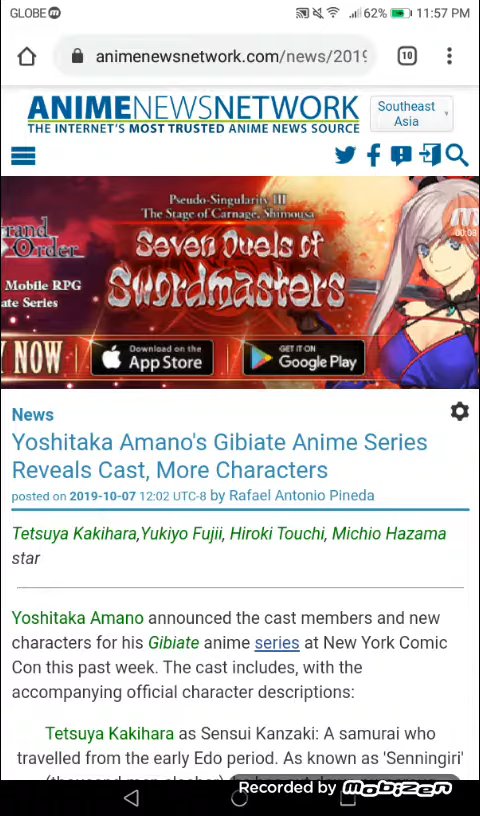 GLOBE 62% 11:57 PM
animenewsnetwork.com/news/2019 10
ANIMENEWSNETWORK
THE INTERNET'S MOST TRUSTED ANIME NEWS SOURCE
Southeast
Asia
Pseudo-Singularity III
The Stage of Carnage, Shimousa
Seven Duels of
Swordmasters
rand
Order
Mobile RPG
ate Series
00:08
NOW
Download on the
App Store
GET IT ON
Google Play
News
Yoshitaka Amano's Gibiate Anime Series
Reveals Cast, More Characters
posted on 2019-10-07 12:02 UTC-8 by Rafael Antonio Pineda
Tetsuya Kakihara,Yukiyo Fujii, Hiroki Touchi, Michio Hazama
star
Yoshitaka Amano announced the cast members and new
characters for his Gibiate anime series at New York Comic
Con this past week. The cast includes, with the
accompanying official character descriptions:
Tetsuya Kakihara as Sensui Kanzaki: A samurai who
travelled from the early Edo period. As known as 'Senningiri'
Recorded by mobizen